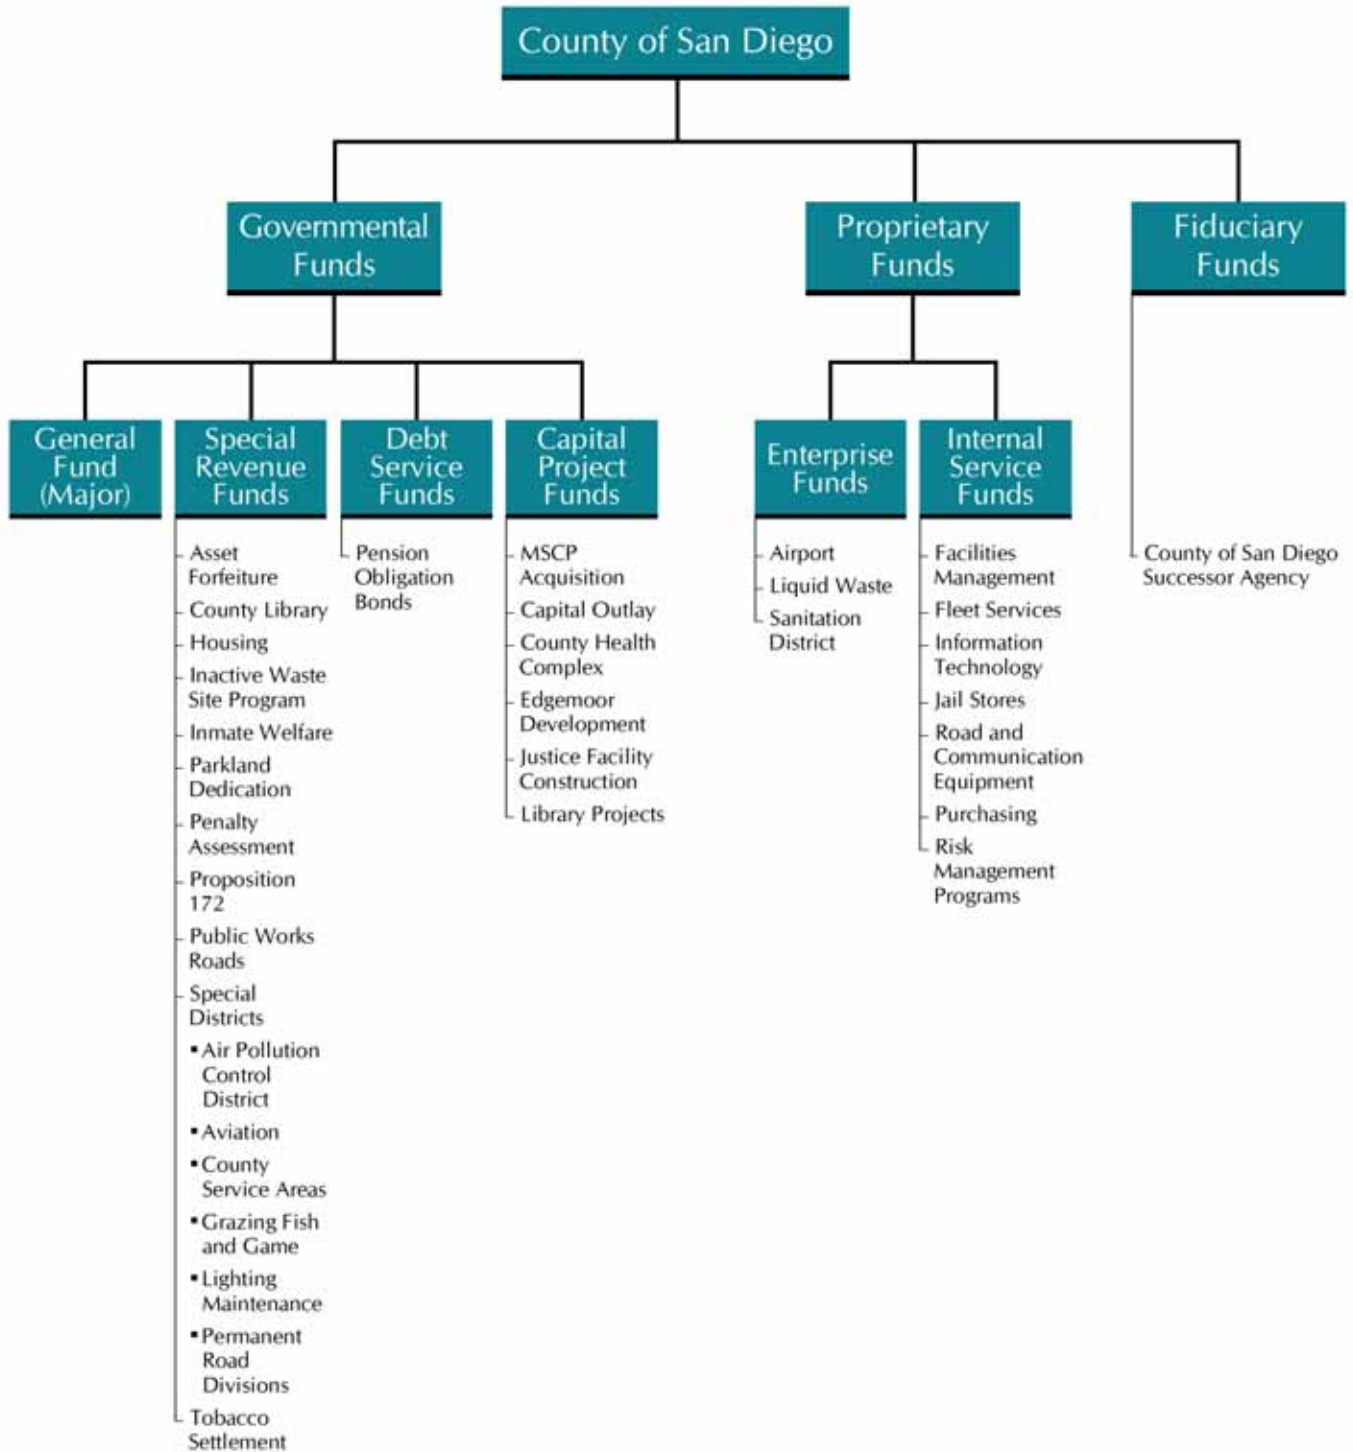 County of San Diego
Governmental
Funds
Proprietary
Funds
Fiduciary
Funds
General
Fund
(Major)
Special
Revenue
Funds
Debt
Service
Funds
Capital
Project
Funds
Enterprise
Funds
Internal
Service
Funds
Asset
Forfeiture
County Library
Housing
Inactive Waste
Site Program
Inmate Welfare
Parkland
Dedication
Penalty
Assessment
Proposition
172
Public Works
Roads
Special
Districts
▪ Air Pollution
Control
District
▪ Aviation
▪ County
Service Areas
▪ Grazing Fish
and Game
▪ Lighting
Maintenance
▪ Permanent
Road
Divisions
Tobacco
Settlement
Pension
Obligation
Bonds
MSCP
Acquisition
Capital Outlay
County Health
Complex
Edgemoor
Development
Justice Facility
Construction
Library Projects
Airport
Liquid Waste
Sanitation
District
Facilities
Management
Fleet Services
Information
Technology
Jail Stores
Road and
Communication
Equipment
Purchasing
Risk
Management
Programs
County of San Diego
Successor Agency